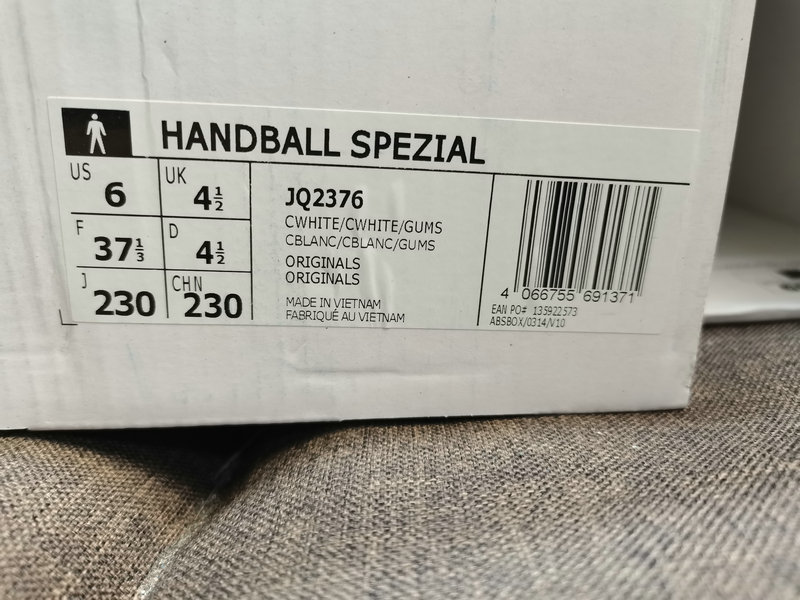 HANDBALL SPEZIAL
US 6 UK 4½
F 37⅓ D 4½
J 230 CHN 230
JQ2376
CWHITE/CWHITE/GUMS
CBLANC/CBLANC/GUMS
ORIGINALS
ORIGINALS
MADE IN VIETNAM
FABRIQUÉ AU VIETNAM
4 066755 691371
EAN PO# 135922573
ABSBOX/0314/V10